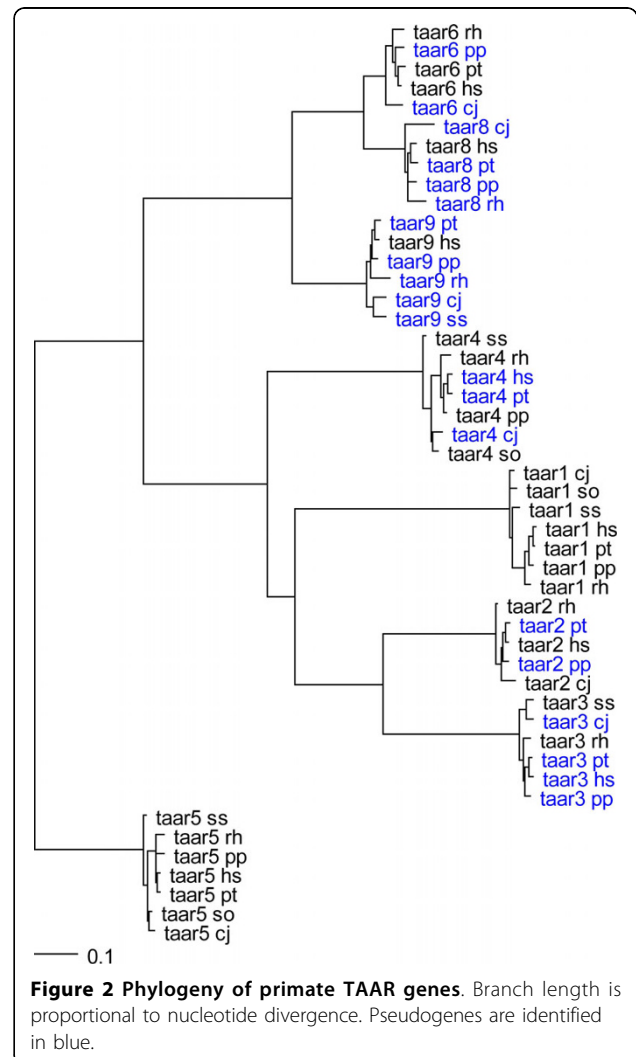 taar6 rh
taar6 pp
taar6 pt
taar6 hs
taar6 cj
taar8 cj
taar8 hs
taar8 pt
taar8 pp
taar8 rh
taar9 pt
taar9 hs
taar9 pp
taar9 rh
taar9 cj
taar9 ss
taar4 ss
taar4 rh
taar4 hs
taar4 pt
taar4 pp
taar4 cj
taar4 so
taar1 cj
taar1 so
taar1 ss
taar1 hs
taar1 pt
taar1 pp
taar1 rh
taar2 rh
taar2 pt
taar2 hs
taar2 pp
taar2 cj
taar3 ss
taar3 cj
taar3 rh
taar3 pt
taar3 hs
taar3 pp
taar5 ss
taar5 rh
taar5 pp
taar5 hs
taar5 pt
taar5 so
taar5 cj
0.1
Figure 2 Phylogeny of primate TAAR genes. Branch length is
proportional to nucleotide divergence. Pseudogenes are identified
in blue.